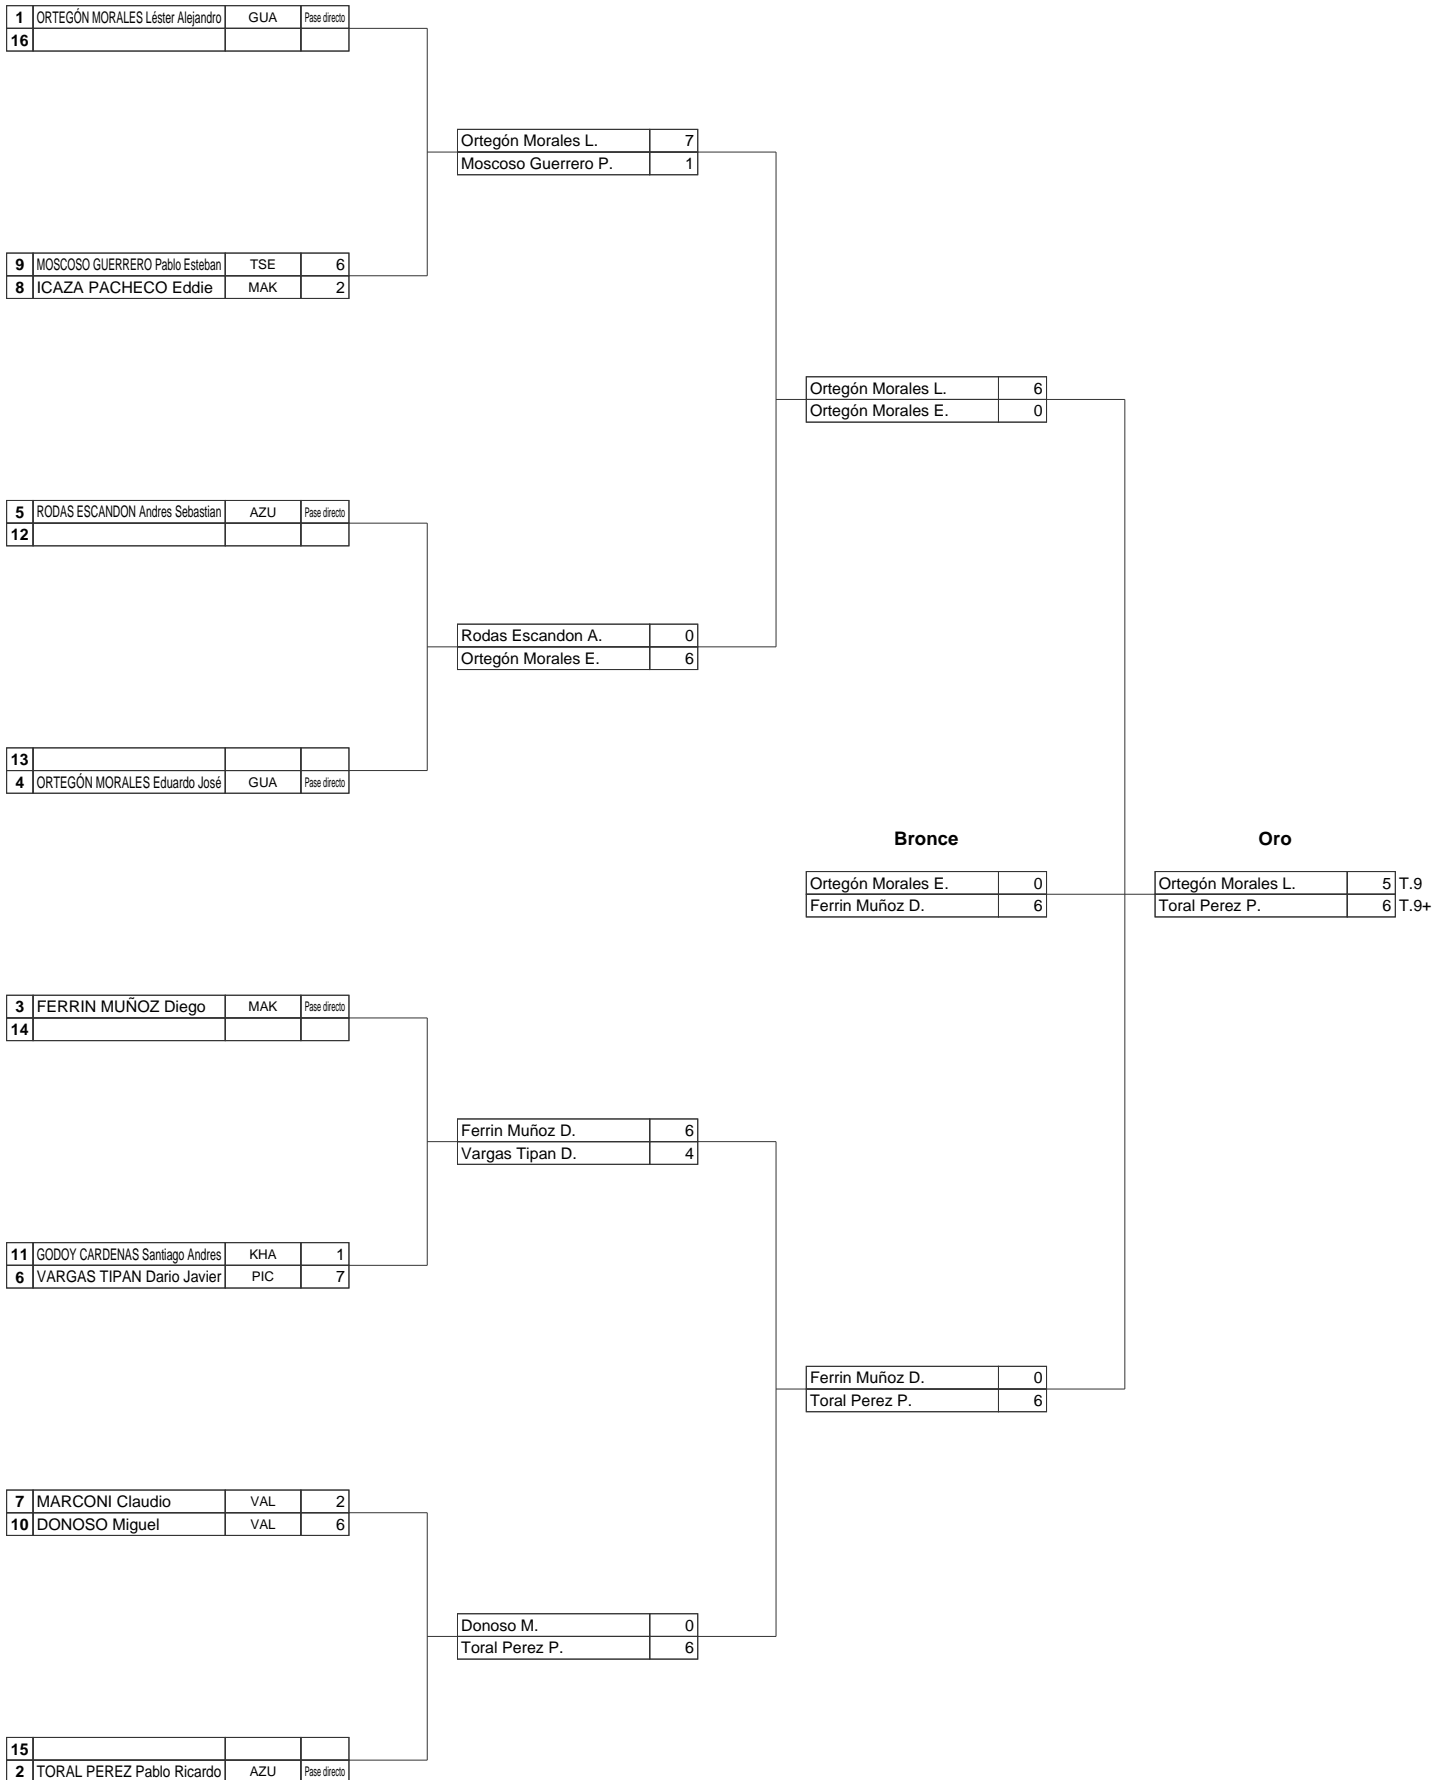 1 ORTEGÓN MORALES Léster Alejandro GUA Pase directo
16
Ortegón Morales L. 7
Moscoso Guerrero P. 1
9 MOSCOSO GUERRERO Pablo Esteban TSE 6
8 ICAZA PACHECO Eddie MAK 2
Ortegón Morales L. 6
Ortegón Morales E. 0
5 RODAS ESCANDON Andres Sebastian AZU Pase directo
12
Rodas Escandon A. 0
Ortegón Morales E. 6
13
4 ORTEGÓN MORALES Eduardo José GUA Pase directo
Bronce Oro
Ortegón Morales E. 0 Ortegón Morales L. 5 T.9
Ferrin Muñoz D. 6 Toral Perez P. 6 T.9+
3 FERRIN MUÑOZ Diego MAK Pase directo
14
Ferrin Muñoz D. 6
Vargas Tipan D. 4
11 GODOY CARDENAS Santiago Andres KHA 1
6 VARGAS TIPAN Dario Javier PIC 7
Ferrin Muñoz D. 0
Toral Perez P. 6
7 MARCONI Claudio VAL 2
10 DONOSO Miguel VAL 6
Donoso M. 0
Toral Perez P. 6
15
2 TORAL PEREZ Pablo Ricardo AZU Pase directo